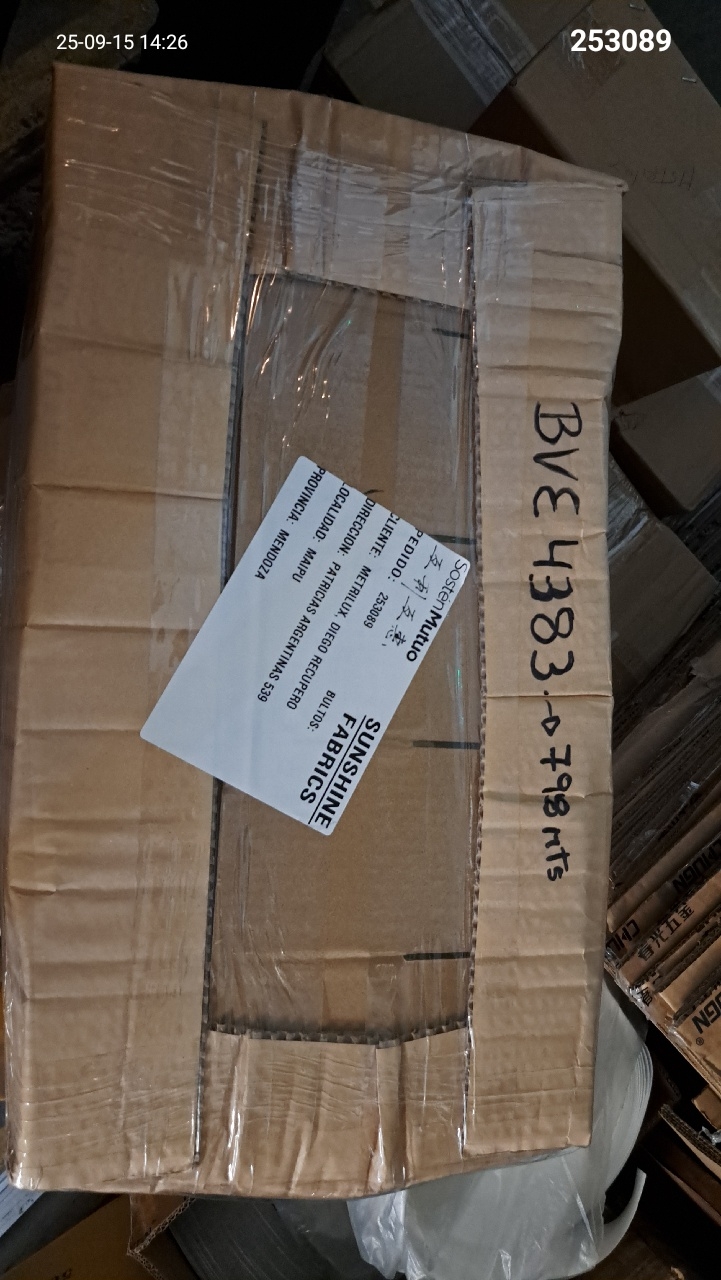 25-09-15 14:26
253089
BVE 4383 → 798 mts
SostenMutuo
PEDIDO: 253089
CLIENTE: METRILUX. DIEGO RECUPERO
DIRECCION: PATRICIAS ARGENTINAS 539
LOCALIDAD: MAIPU
PROVINCIA: MENDOZA
BULTOS:
SUNSHINE
FABRICS